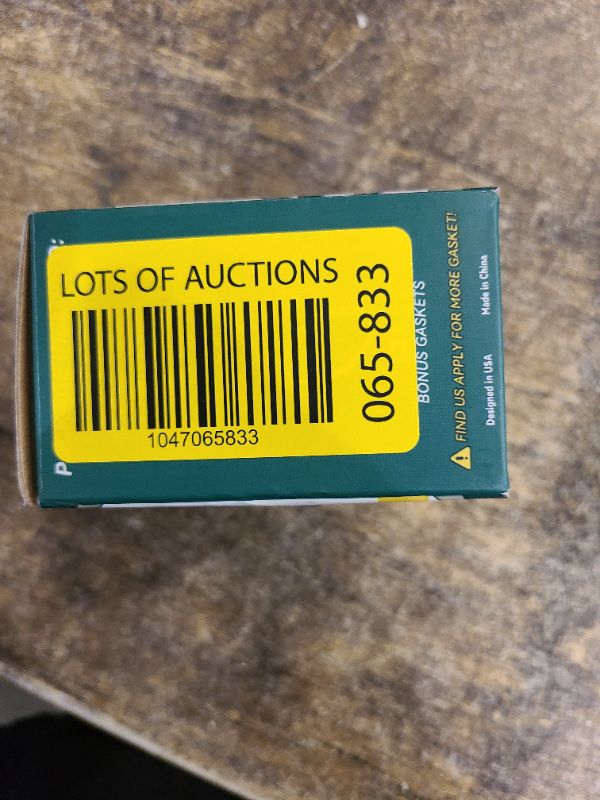 LOTS OF AUCTIONS
1047065833
065-833
BONUS GASKETS
FIND US APPLY FOR MORE GASKET!
Designed in USA
Made in China